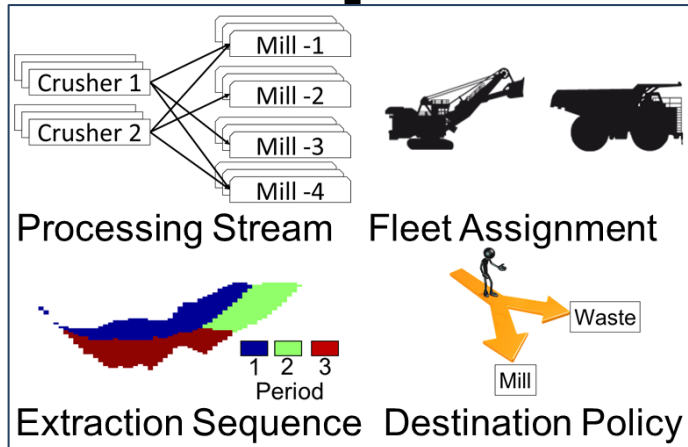 Crusher 1
Crusher 2
Mill -1
Mill -2
Mill -3
Mill -4
Processing Stream
Fleet Assignment
1 2 3
Period
Extraction Sequence
Waste
Mill
Destination Policy